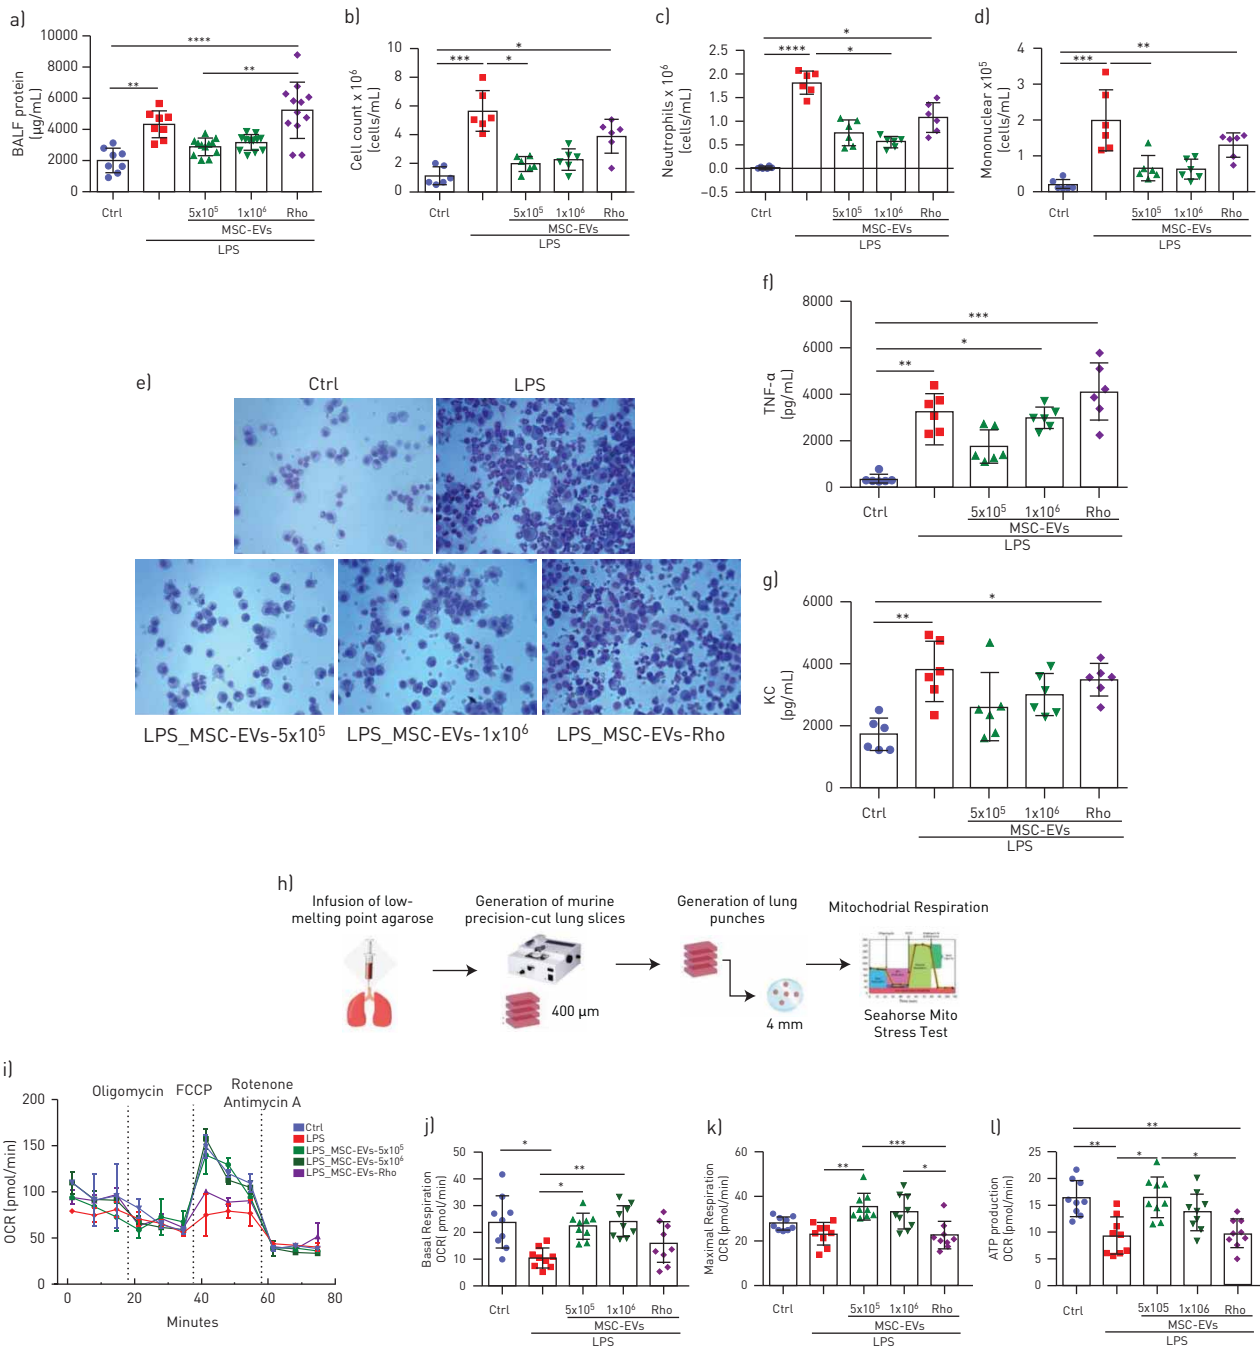 a)
BALF protein
(µg/mL)
10000
8000
6000
4000
2000
0
****
**
**
Ctrl
5x10⁵
1x10⁶
Rho
MSC-EVs
LPS
b)
Cell count x 10⁶
(cells/mL)
10
8
6
4
2
0
*
***
*
Ctrl
5x10⁵
1x10⁶
Rho
MSC-EVs
LPS
c)
Neutrophils x 10⁶
(cells/mL)
2.5
2.0
1.5
1.0
0.5
0.0
−0.5
*
****
*
Ctrl
5x10⁵
1x10⁶
Rho
MSC-EVs
LPS
d)
Mononuclear x10⁵
(cells/mL)
4
3
2
1
0
**
***
Ctrl
5x10⁵
1x10⁶
Rho
MSC-EVs
LPS
e)
Ctrl
LPS
LPS_MSC-EVs-5x10⁵
LPS_MSC-EVs-1x10⁶
LPS_MSC-EVs-Rho
f)
TNF-α
(pg/mL)
8000
6000
4000
2000
0
***
*
**
Ctrl
5x10⁵
1x10⁶
Rho
MSC-EVs
LPS
g)
KC
(pg/mL)
6000
4000
2000
0
*
**
Ctrl
5x10⁵
1x10⁶
Rho
MSC-EVs
LPS
h)
Infusion of low-
melting point agarose
Generation of murine
precision-cut lung slices
400 µm
Generation of lung
punches
4 mm
Mitochodrial Respiration
Seahorse Mito
Stress Test
i)
OCR (pmol/min)
200
150
100
50
0
Oligomycin
FCCP
Rotenone
Antimycin A
Ctrl
LPS
LPS_MSC-EVs-5x10⁵
LPS_MSC-EVs-5x10⁶
LPS_MSC-EVs-Rho
0
20
40
60
80
Minutes
j)
Basal Respiration
OCR( pmol/min)
50
40
30
20
10
0
*
**
*
Ctrl
5x10⁵
1x10⁶
Rho
MSC-EVs
LPS
k)
Maximal Respiration
OCR (pmol/min)
60
40
20
0
***
**
*
Ctrl
5x10⁵
1x10⁶
Rho
MSC-EVs
LPS
l)
ATP production
OCR (pmol/min)
25
20
15
10
5
0
**
**
*
*
Ctrl
5x105
1x106
Rho
MSC-EVs
LPS